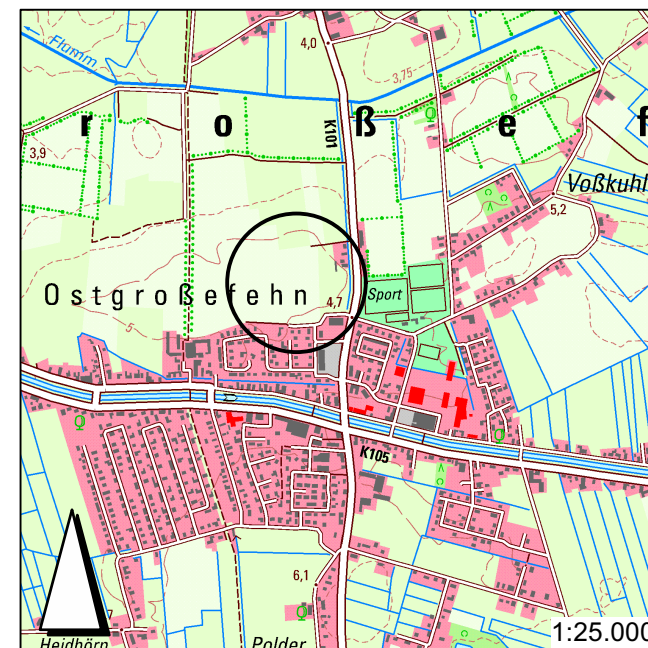 4,0
Flumm
3,75
K101
r o ß e f
3,9
Voßkuhl
5,2
Ostgroßefehn
4,7
Sport
5
K105
6,1
7
1:25.000
Heidhörn
Polder